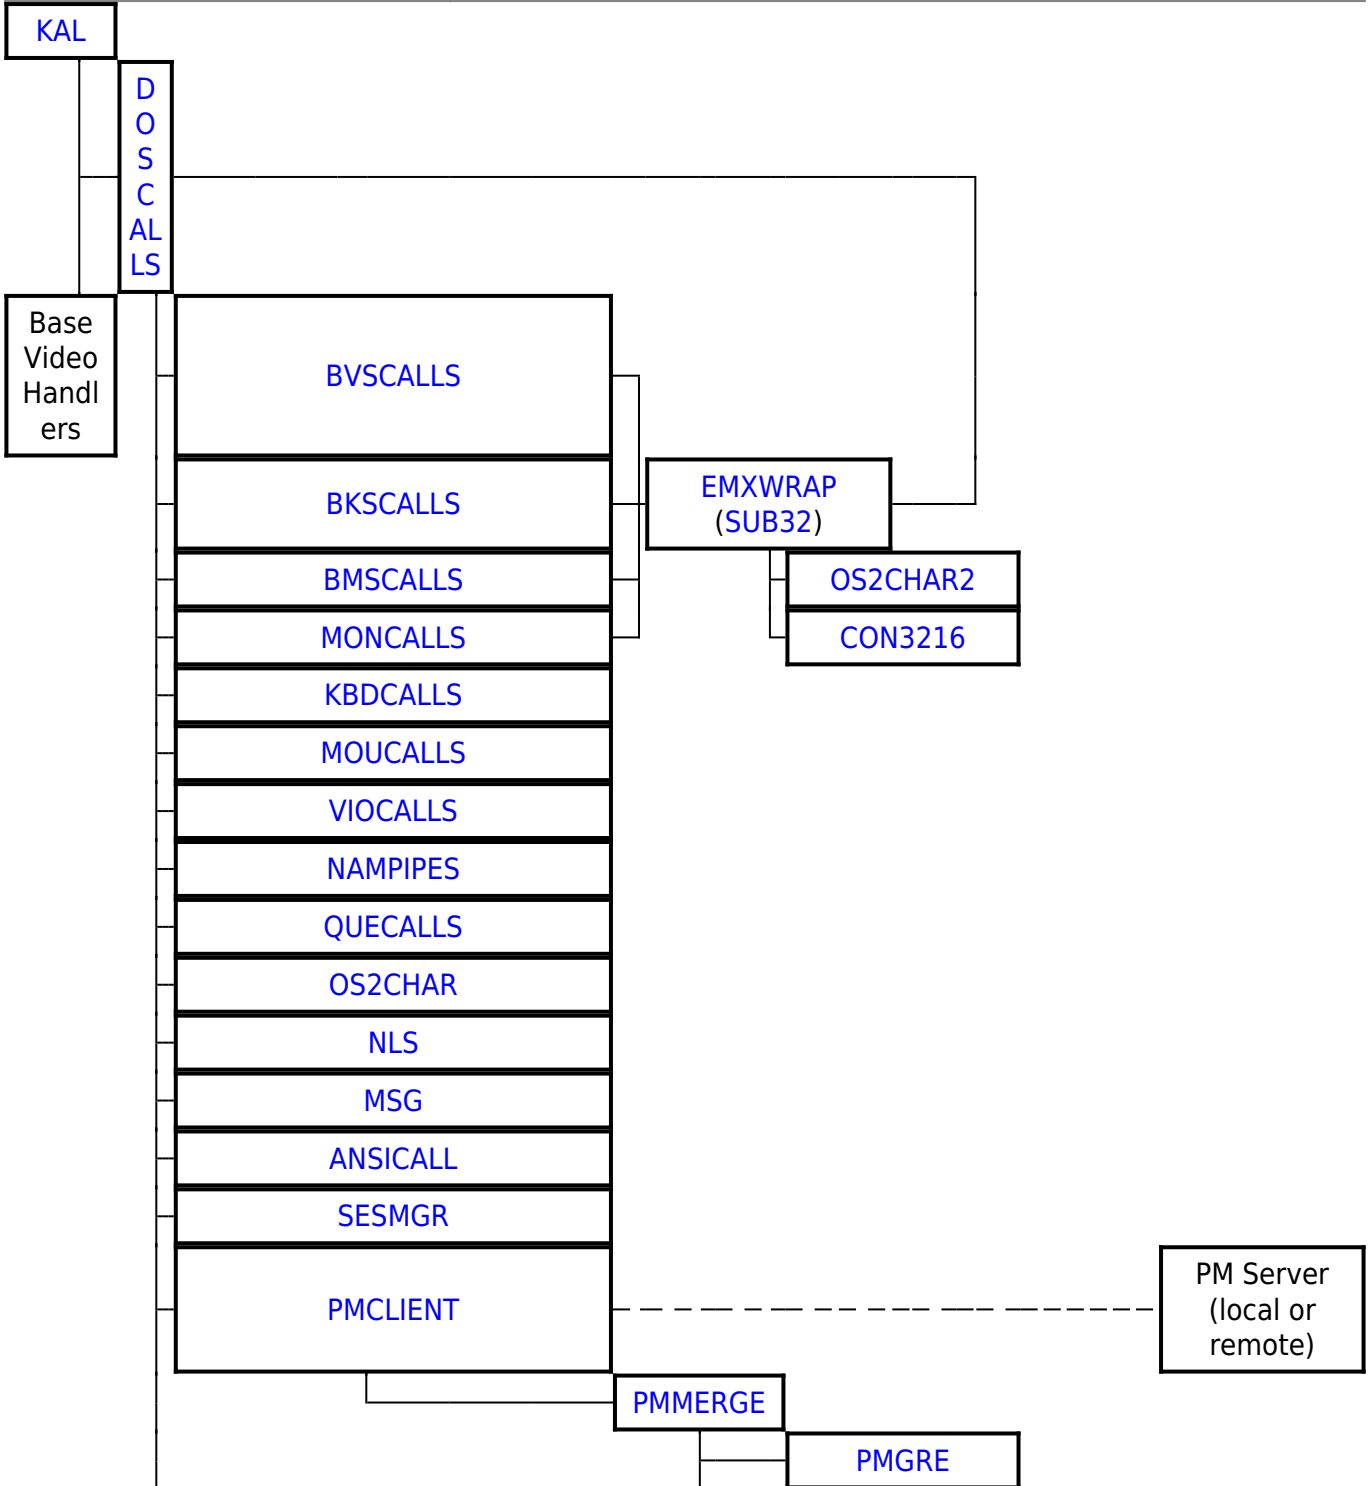 KAL
D
O
S
C
AL
LS
Base
Video
Handl
ers
BVSCALLS
BKSCALLS
EMXWRAP
(SUB32)
BMSCALLS
OS2CHAR2
MONCALLS
CON3216
KBDCALLS
MOUCALLS
VIOCALLS
NAMPIPES
QUECALLS
OS2CHAR
NLS
MSG
ANSICALL
SESMGR
PMCLIENT
PM Server
(local or
remote)
PMMERGE
PMGRE